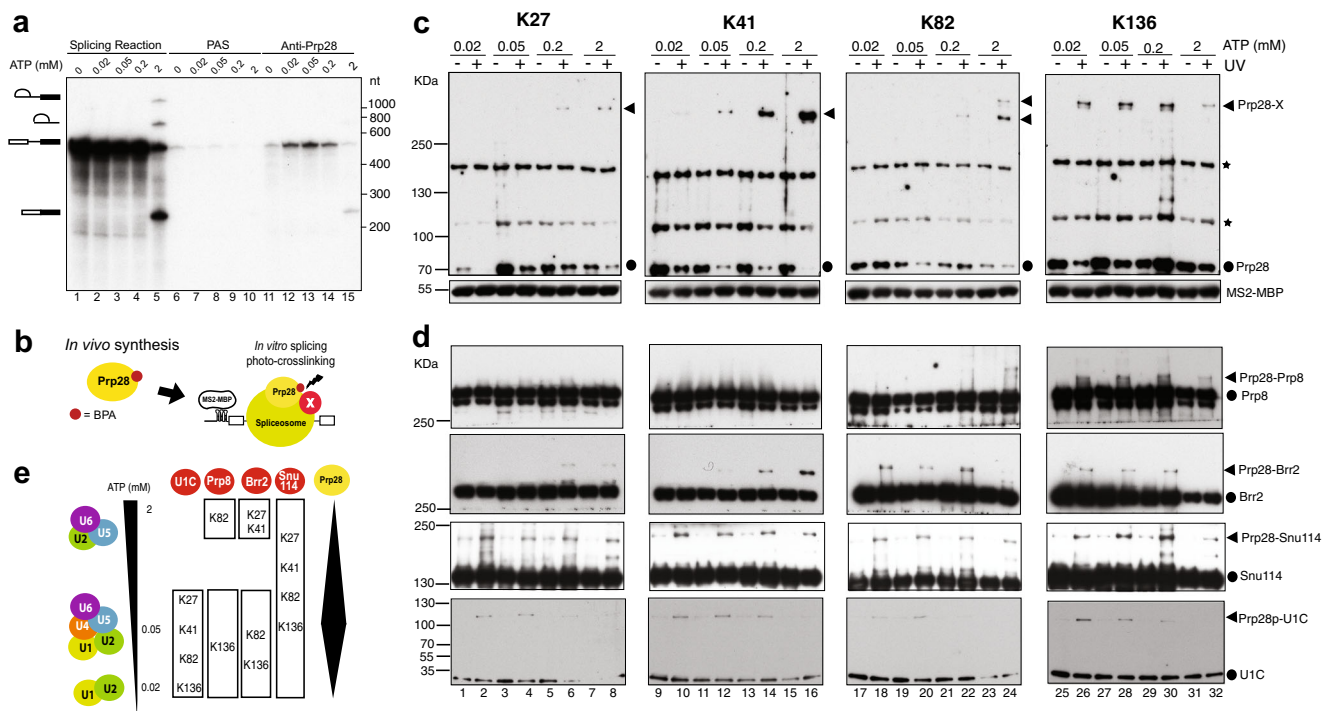 a
Splicing Reaction PAS Anti-Prp28
ATP (mM) 0 0.02 0.05 0.2 2 0 0.02 0.05 0.2 2 0 0.02 0.05 0.2 2
nt
1000
800
600
400
300
200
1 2 3 4 5 6 7 8 9 10 11 12 13 14 15
b
In vivo synthesis
Prp28
= BPA
In vitro splicing
photo-crosslinking
MS2-MBP
Prp28
X
Spliceosome
c
K27 K41 K82 K136
0.02 0.05 0.2 2 0.02 0.05 0.2 2 0.02 0.05 0.2 2 0.02 0.05 0.2 2 ATP (mM)
- + - + - + - + - + - + - + - + - + - + - + - + - + - + - + - + UV
KDa
250
130
100
70
55
Prp28-X
Prp28
MS2-MBP
d
KDa
250
Prp28-Prp8
Prp8
250
Prp28-Brr2
Brr2
250
130
Prp28-Snu114
Snu114
130
100
70
55
35
Prp28p-U1C
U1C
1 2 3 4 5 6 7 8 9 10 11 12 13 14 15 16 17 18 19 20 21 22 23 24 25 26 27 28 29 30 31 32
e
ATP (mM)
U1C Prp8 Brr2 Snu
114 Prp28
2
0.05
0.02
U6
U2
U5
U6
U4
U5
U1
U2
U1
U2
K27
K41
K82
K136
K82
K136
K27
K41
K82
K136
K27
K41
K82
K136